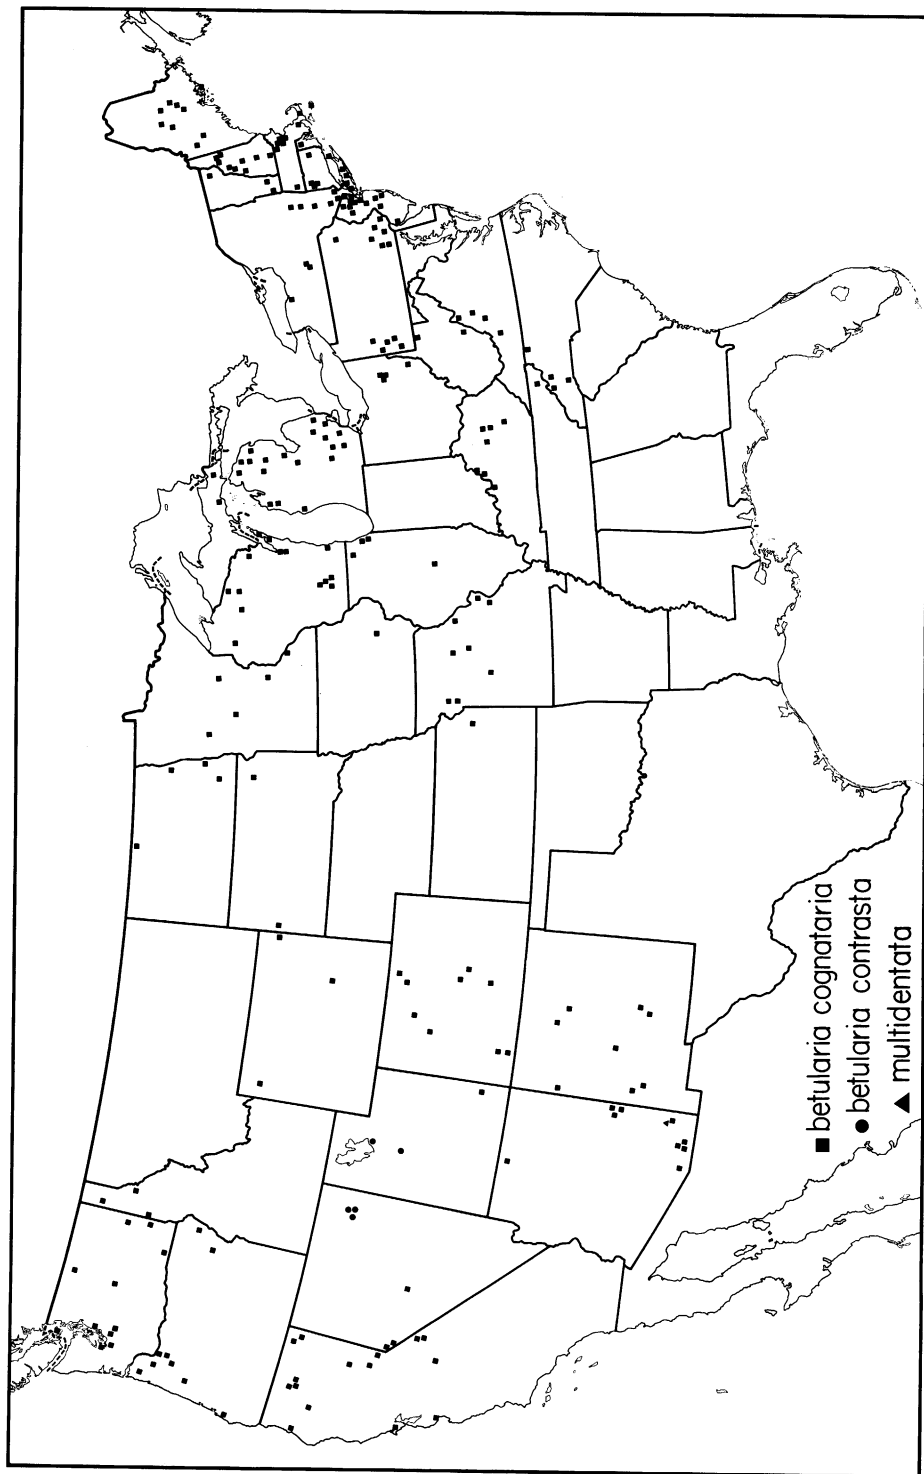 ■ betularia cognataria
● betularia contrasta
▲ multidentata